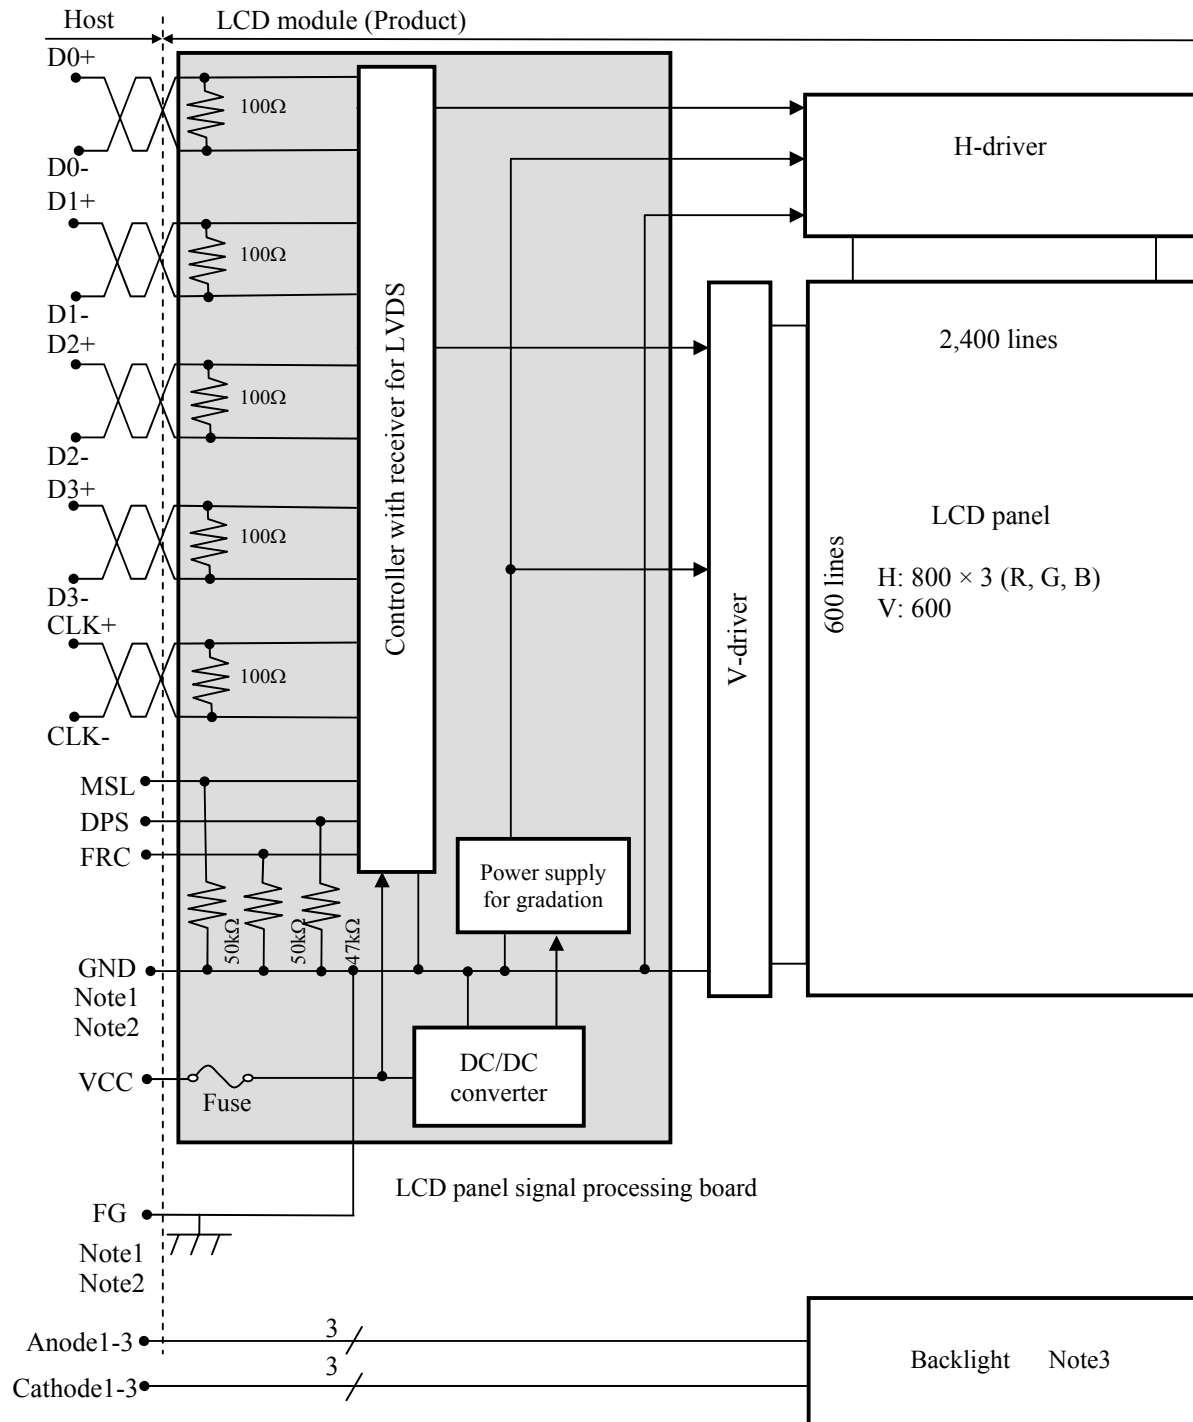 Host
LCD module (Product)
D0+
100Ω
D0-
H-driver
D1+
100Ω
D1-
D2+
100Ω
D2-
D3+
100Ω
D3-
CLK+
100Ω
CLK-
Controller with receiver for LVDS
2,400 lines
600 lines
LCD panel
H: 800 × 3 (R, G, B)
V: 600
V-driver
MSL
DPS
FRC
Power supply
for gradation
50kΩ
50kΩ
47kΩ
GND
Note1
Note2
VCC
Fuse
DC/DC
converter
LCD panel signal processing board
FG
Note1
Note2
Anode1-3
3
Cathode1-3
3
Backlight Note3